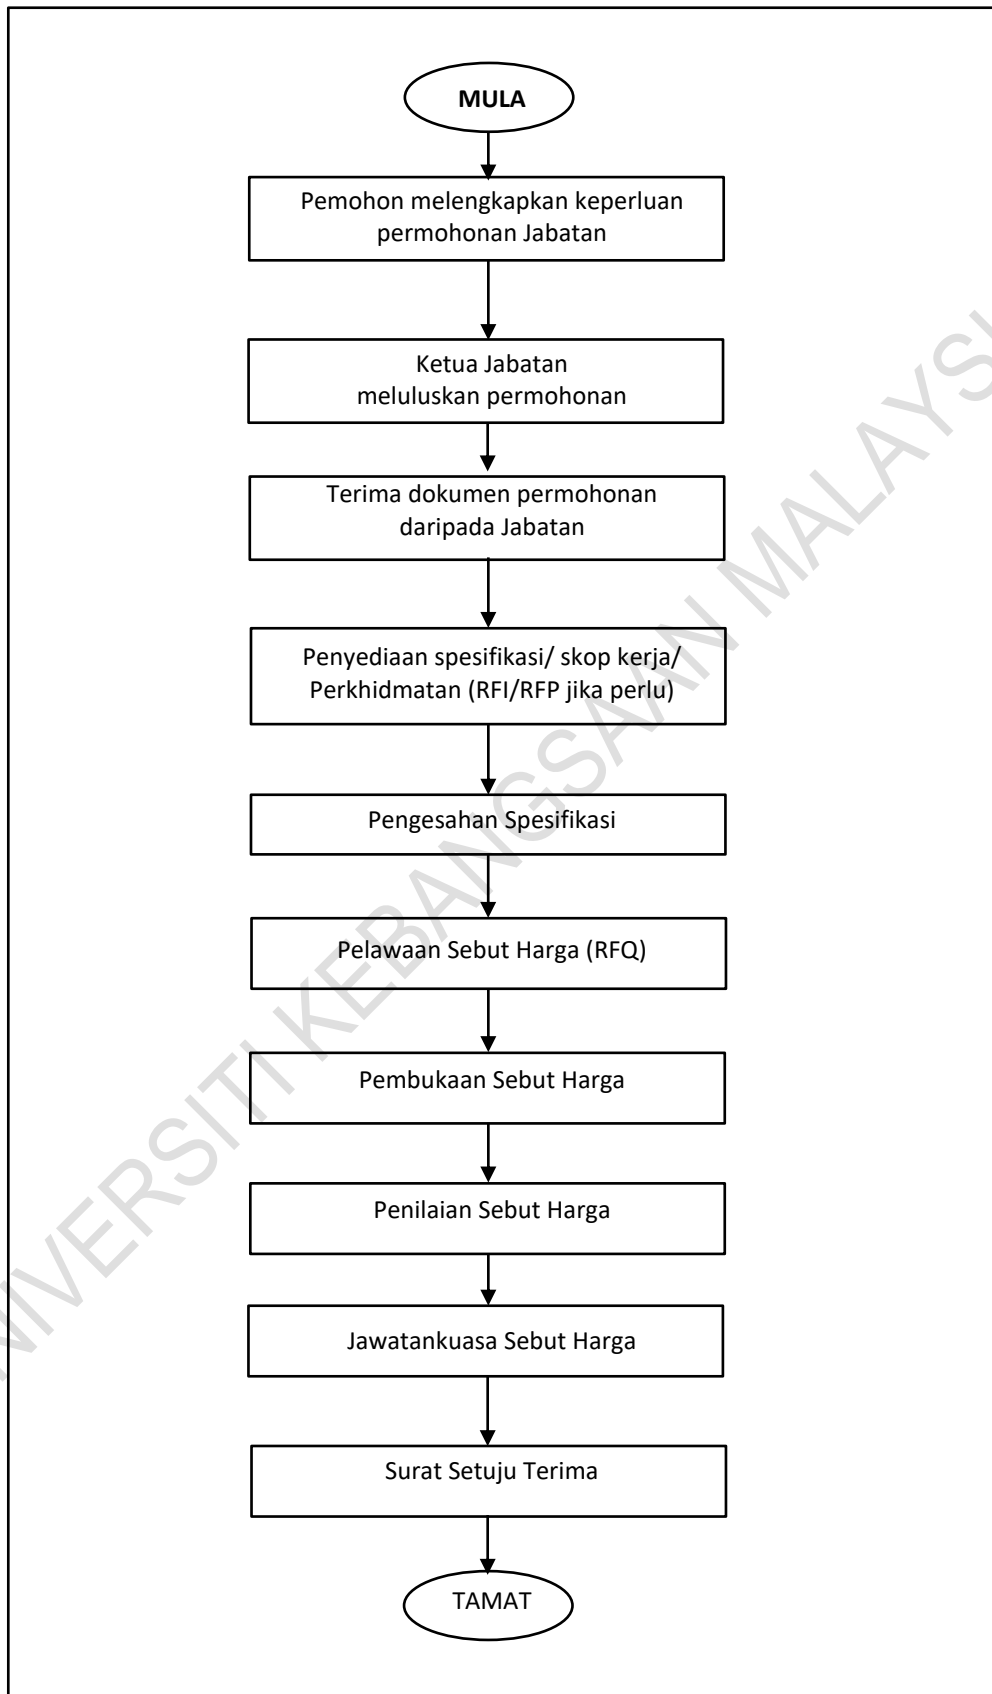 MULA
Pemohon melengkapkan keperluan
permohonan Jabatan
Ketua Jabatan
meluluskan permohonan
Terima dokumen permohonan
daripada Jabatan
Penyediaan spesifikasi/ skop kerja/
Perkhidmatan (RFI/RFP jika perlu)
Pengesahan Spesifikasi
Pelawaan Sebut Harga (RFQ)
Pembukaan Sebut Harga
Penilaian Sebut Harga
Jawatankuasa Sebut Harga
Surat Setuju Terima
TAMAT
NIVERSITI KEBANGSAAN MALAYSI